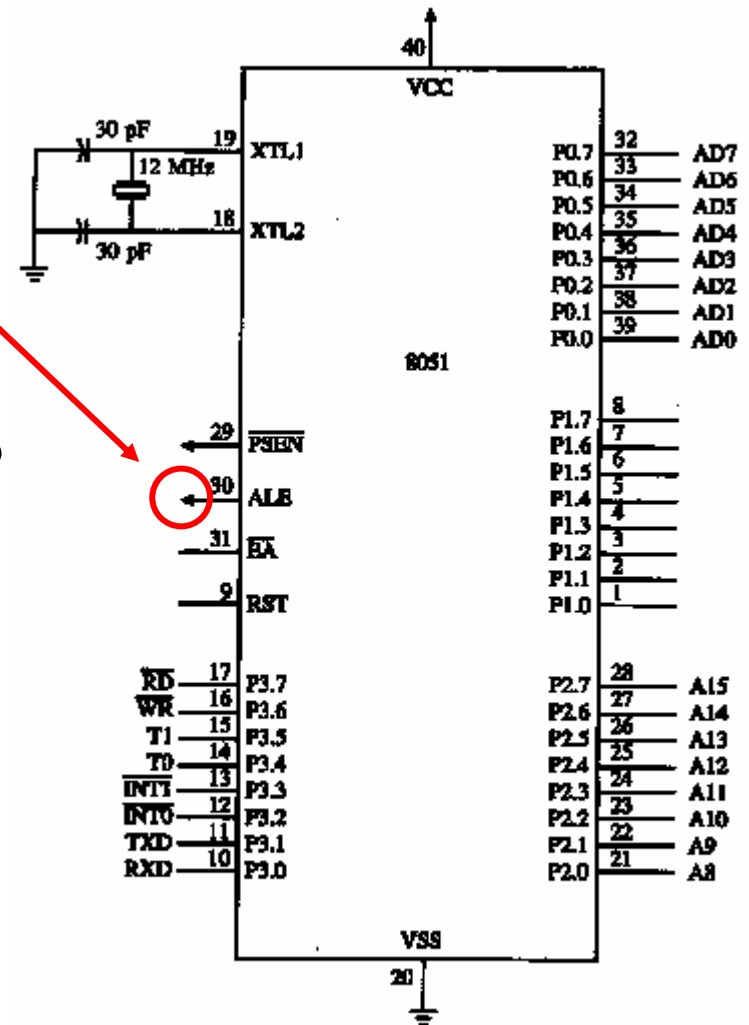 40
VCC
30 pF
19 XTL1
12 MHz
18 XTL2
30 pF
P0.7 32 AD7
P0.6 33 AD6
P0.5 34 AD5
P0.4 35 AD4
P0.3 36 AD3
P0.2 37 AD2
P0.1 38 AD1
P0.0 39 AD0
8051
29 PSEN
30 ALE
31 EA
9 RST
P1.7 8
P1.6 7
P1.5 6
P1.4 5
P1.3 4
P1.2 3
P1.1 2
P1.0 1
RD 17 P3.7
WR 16 P3.6
T1 15 P3.5
T0 14 P3.4
INT1 13 P3.3
INT0 12 P3.2
TXD 11 P3.1
RXD 10 P3.0
P2.7 28 A15
P2.6 27 A14
P2.5 26 A13
P2.4 25 A12
P2.3 24 A11
P2.2 23 A10
P2.1 22 A9
P2.0 21 A8
VSS
20